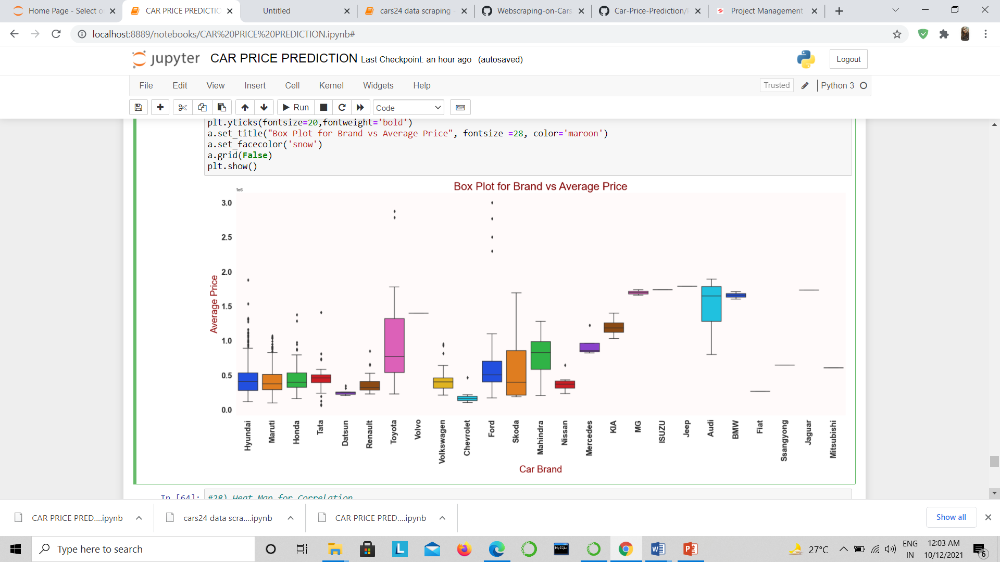 Home Page - Select o
CAR PRICE PREDICTIO
Untitled
cars24 data scraping -
Webscraping-on-Cars
Car-Price-Prediction/
Project Management
localhost:8889/notebooks/CAR%20PRICE%20PREDICTION.ipynb#
jupyter CAR PRICE PREDICTION Last Checkpoint: an hour ago (autosaved)
Logout
File Edit View Insert Cell Kernel Widgets Help
Trusted
Python 3
Run
Code
plt.yticks(fontsize=20,fontweight='bold')
a.set_title("Box Plot for Brand vs Average Price", fontsize =28, color='maroon')
a.set_facecolor('snow')
a.grid(False)
plt.show()
Box Plot for Brand vs Average Price
1e6
3.0
2.5
2.0
1.5
1.0
0.5
0.0
Average Price
Hyundai
Maruti
Honda
Tata
Datsun
Renault
Toyota
Volvo
Volkswagen
Chevrolet
Ford
Skoda
Mahindra
Nissan
Mercedes
KIA
MG
ISUZU
Jeep
Audi
BMW
Fiat
Ssangyong
Jaguar
Mitsubishi
Car Brand
In [64]: #28) Heat Map for Correlation
CAR PRICE PRED....ipynb
cars24 data scra....ipynb
CAR PRICE PRED....ipynb
Show all
Type here to search
L
MySQL
27°C
ENG
IN
12:03 AM
10/12/2021
6